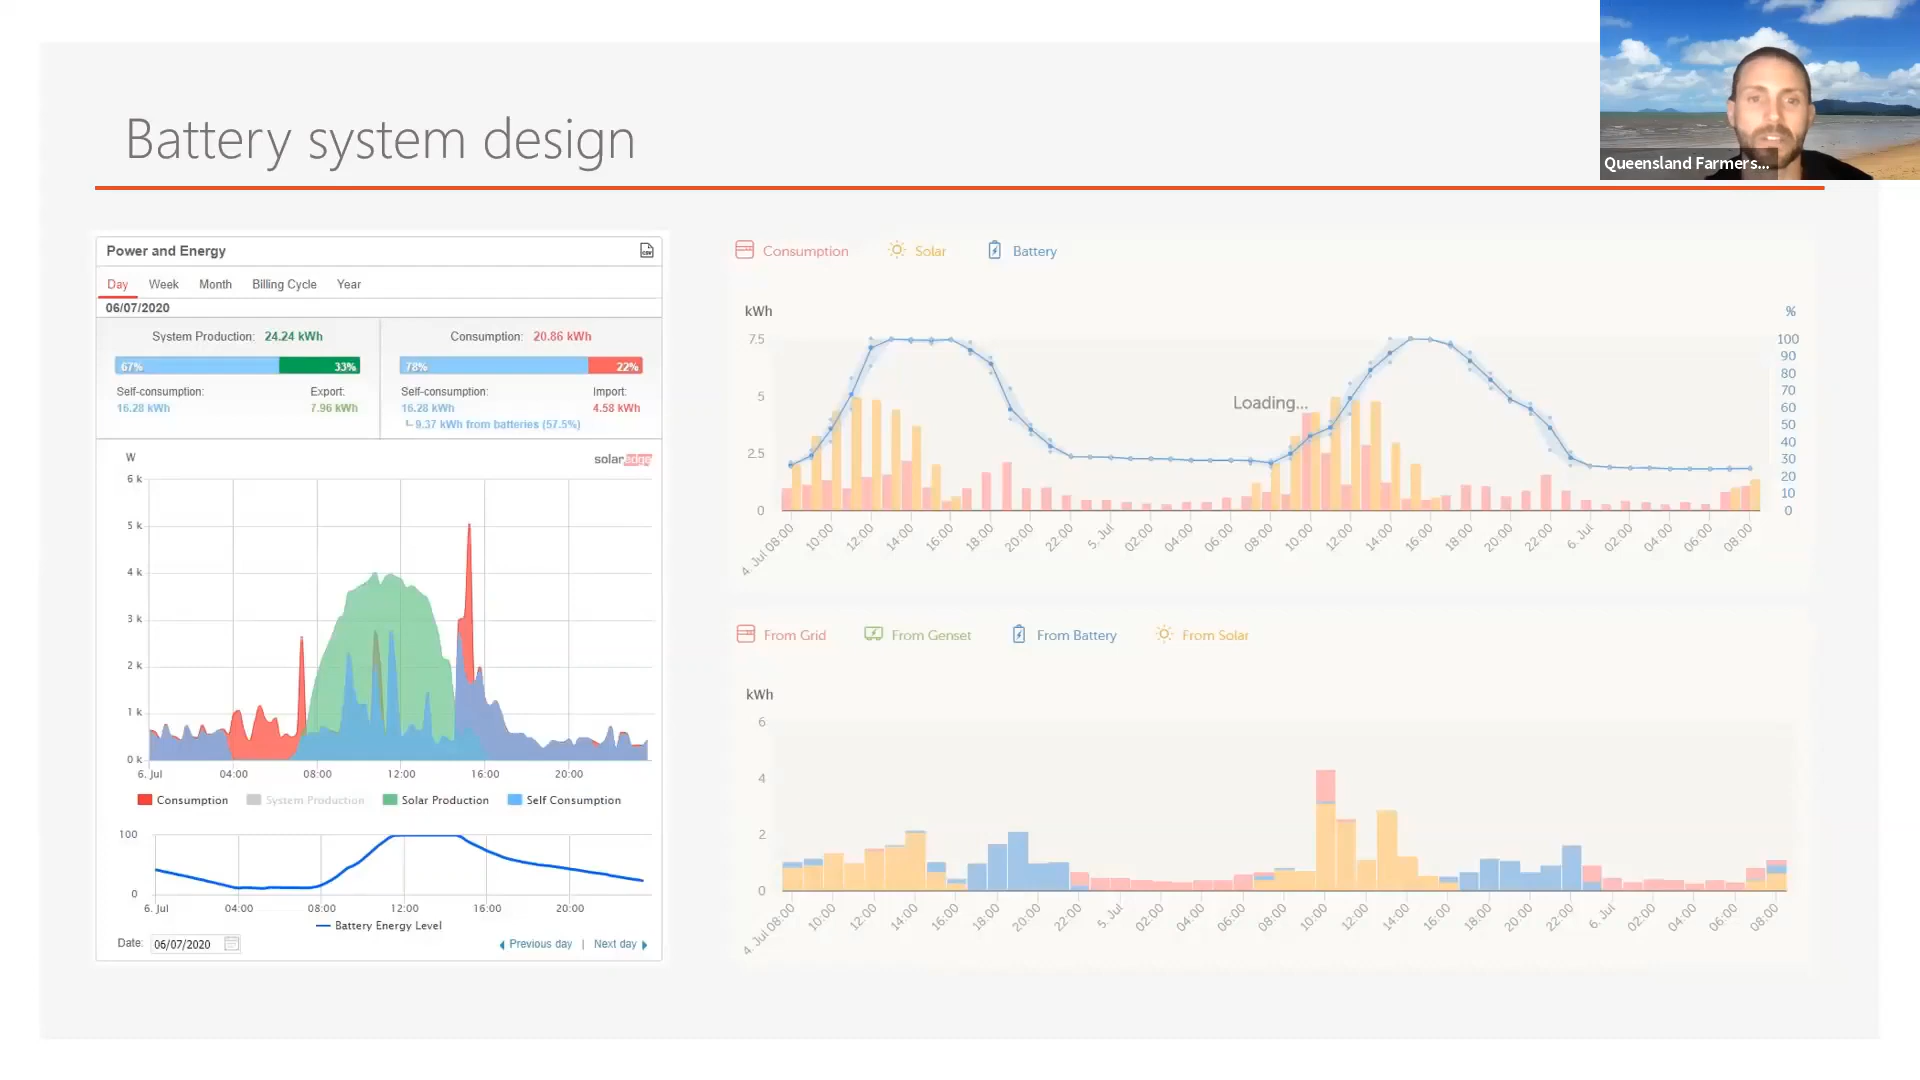 Queensland Farmers...
Battery system design
Power and Energy
CSV
Day Week Month Billing Cycle Year
06/07/2020
System Production: 24.24 kWh
67% 33%
Self-consumption: Export:
16.28 kWh 7.96 kWh
Consumption: 20.86 kWh
78% 22%
Self-consumption: Import:
16.28 kWh 4.58 kWh
9.37 kWh from batteries (57.5%)
W solaredge
6 k
5 k
4 k
3 k
2 k
1 k
0 k
6. Jul 04:00 08:00 12:00 16:00 20:00
Consumption System Production Solar Production Self Consumption
100
0
6. Jul 04:00 08:00 12:00 16:00 20:00
Battery Energy Level
Date: 06/07/2020 Previous day | Next day
Consumption Solar Battery
kWh %
7.5
5
2.5
0
Loading...
100
90
80
70
60
50
40
30
20
10
0
4. Jul 08:00 10:00 12:00 14:00 16:00 18:00 20:00 22:00 5. Jul 02:00 04:00 06:00 08:00 10:00 12:00 14:00 16:00 18:00 20:00 22:00 6. Jul 02:00 04:00 06:00 08:00
From Grid From Genset From Battery From Solar
kWh
6
4
2
0
4. Jul 08:00 10:00 12:00 14:00 16:00 18:00 20:00 22:00 5. Jul 02:00 04:00 06:00 08:00 10:00 12:00 14:00 16:00 18:00 20:00 22:00 6. Jul 02:00 04:00 06:00 08:00